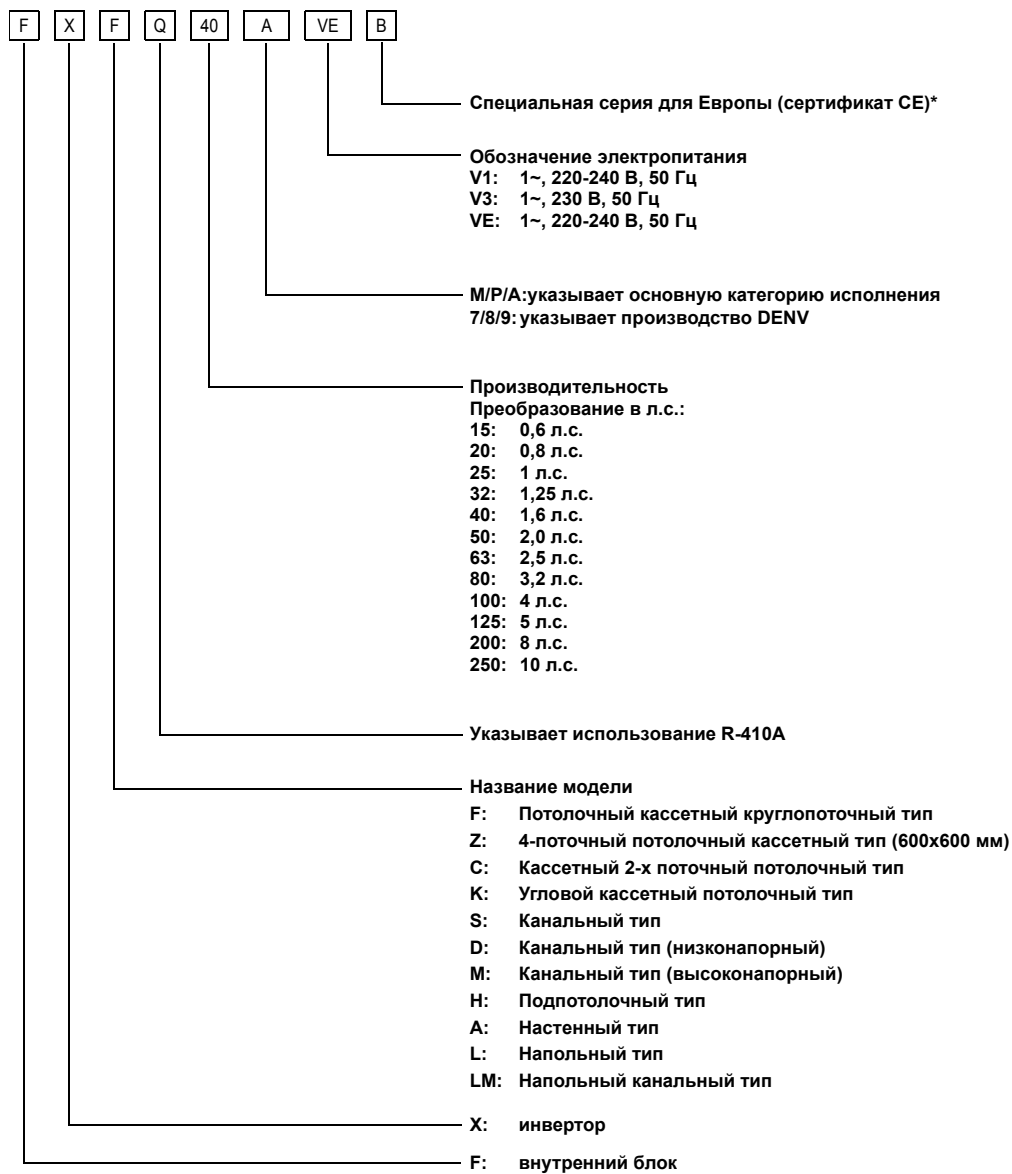 F X F Q 40 A VE B
Специальная серия для Европы (сертификат CE)*
Обозначение электропитания
V1: 1~, 220-240 В, 50 Гц
V3: 1~, 230 В, 50 Гц
VE: 1~, 220-240 В, 50 Гц
M/P/A:указывает основную категорию исполнения
7/8/9: указывает производство DENV
Производительность
Преобразование в л.с.:
15: 0,6 л.с.
20: 0,8 л.с.
25: 1 л.с.
32: 1,25 л.с.
40: 1,6 л.с.
50: 2,0 л.с.
63: 2,5 л.с.
80: 3,2 л.с.
100: 4 л.с.
125: 5 л.с.
200: 8 л.с.
250: 10 л.с.
Указывает использование R-410A
Название модели
F: Потолочный кассетный круглопоточный тип
Z: 4-поточный потолочный кассетный тип (600x600 мм)
C: Кассетный 2-х поточный потолочный тип
K: Угловой кассетный потолочный тип
S: Канальный тип
D: Канальный тип (низконапорный)
M: Канальный тип (высоконапорный)
H: Подпотолочный тип
A: Настенный тип
L: Напольный тип
LM: Напольный канальный тип
X: инвертор
F: внутренний блок